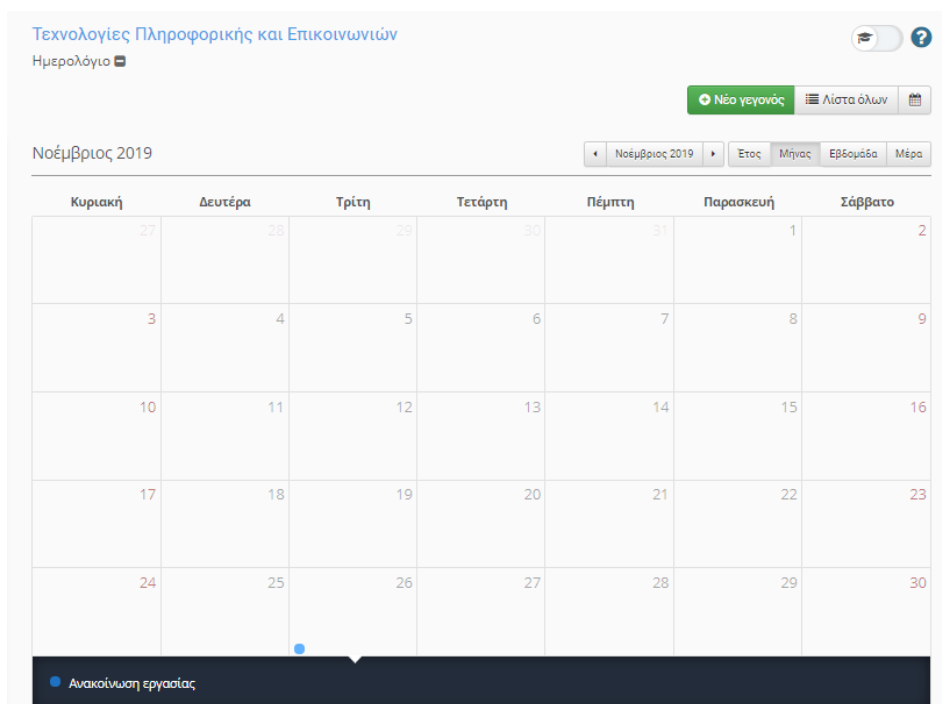 Τεχνολογίες Πληροφορικής και Επικοινωνιών
Ημερολόγιο
Νέο γεγονός Λίστα όλων
Νοέμβριος 2019 Νοέμβριος 2019 Έτος Μήνας Εβδομάδα Μέρα
Κυριακή Δευτέρα Τρίτη Τετάρτη Πέμπτη Παρασκευή Σάββατο
27 28 29 30 31 1 2
3 4 5 6 7 8 9
10 11 12 13 14 15 16
17 18 19 20 21 22 23
24 25 26 27 28 29 30
Ανακοίνωση εργασίας